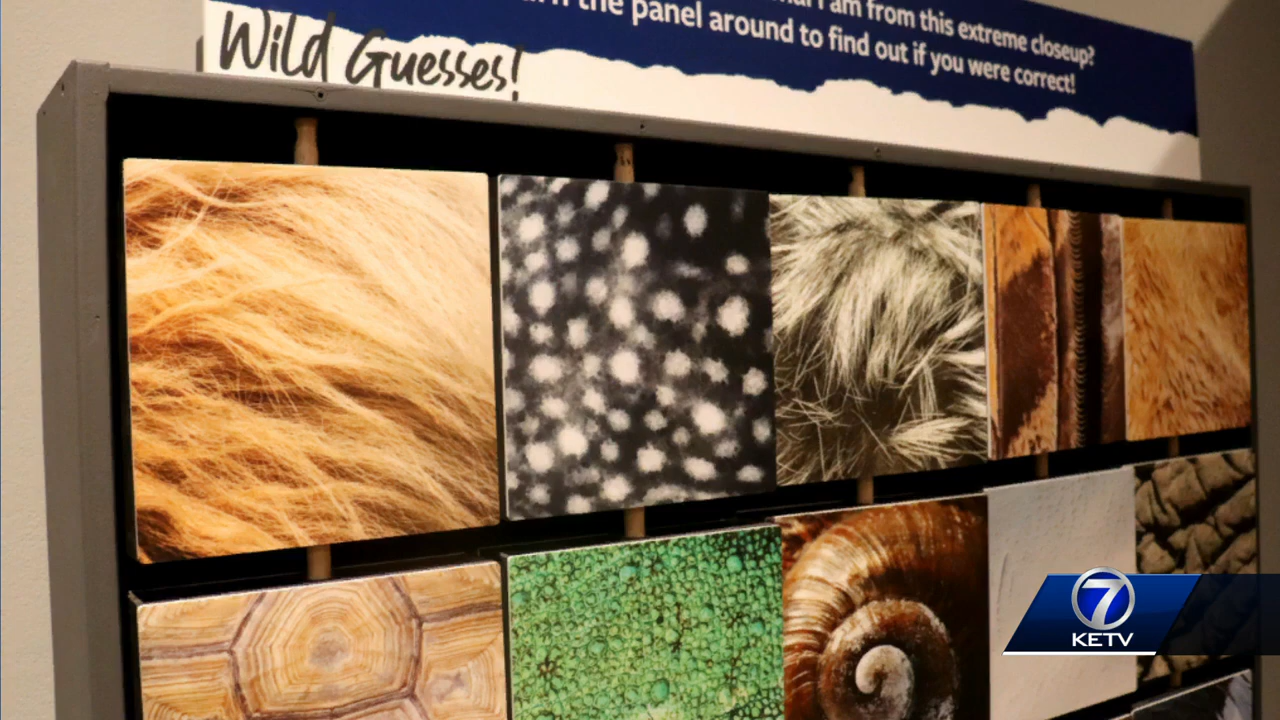 am from this extreme closeup?
the panel around to find out if you were correct!
Wild Guesses!
7
KETV